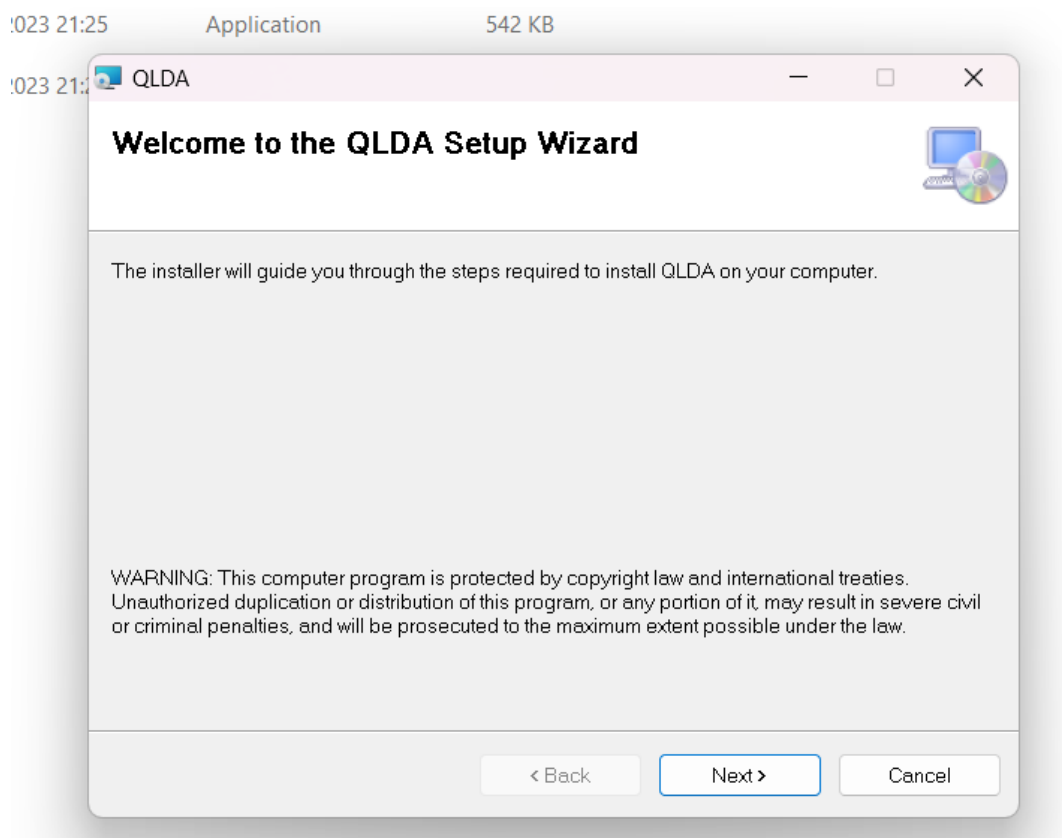 2023 21:25 Application 542 KB
2023 21:2
QLDA
Welcome to the QLDA Setup Wizard
The installer will guide you through the steps required to install QLDA on your computer.
WARNING: This computer program is protected by copyright law and international treaties.
Unauthorized duplication or distribution of this program, or any portion of it, may result in severe civil
or criminal penalties, and will be prosecuted to the maximum extent possible under the law.
< Back Next > Cancel